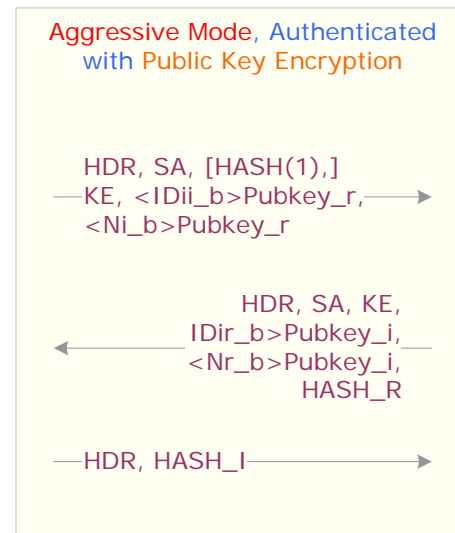 Aggressive Mode, Authenticated
with Public Key Encryption
HDR, SA, [HASH(1),]
KE, <IDii_b>Pubkey_r,
<Ni_b>Pubkey_r
HDR, SA, KE,
IDir_b>Pubkey_i,
<Nr_b>Pubkey_i,
HASH_R
HDR, HASH_I